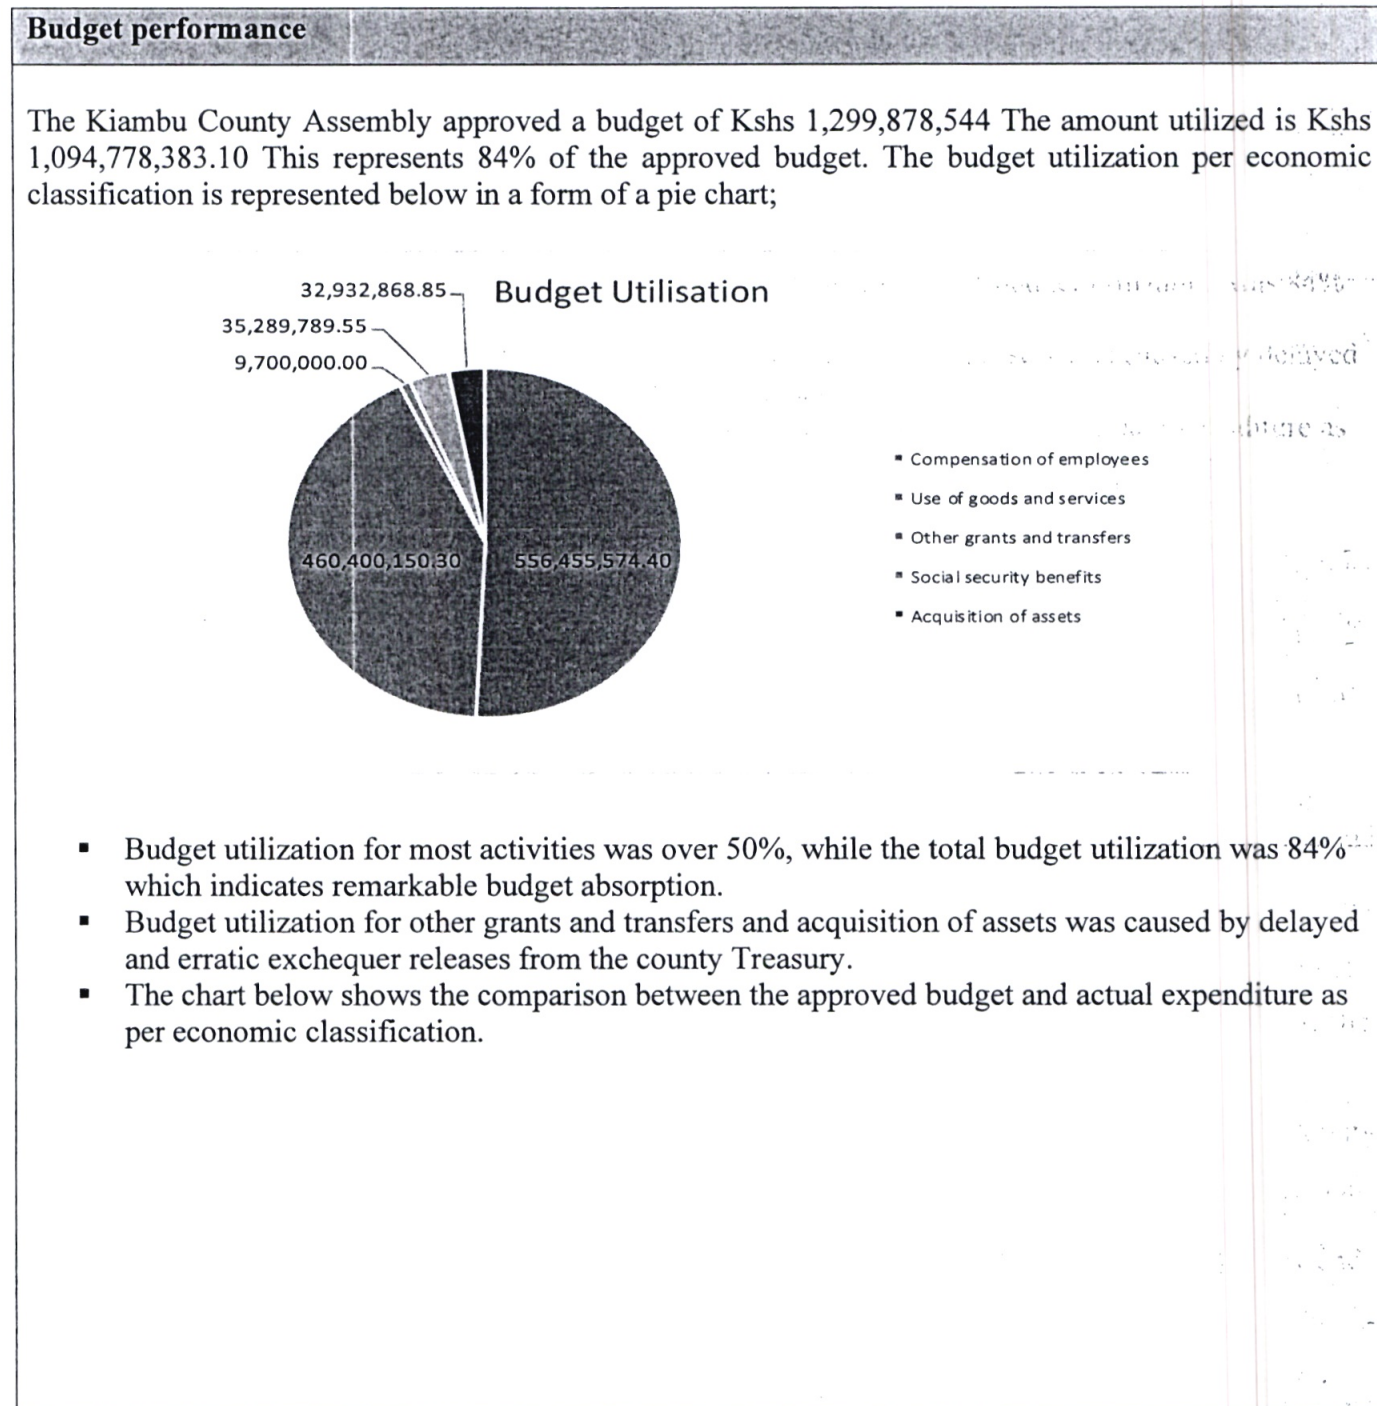 Budget performance
The Kiambu County Assembly approved a budget of Kshs 1,299,878,544 The amount utilized is Kshs
1,094,778,383.10 This represents 84% of the approved budget. The budget utilization per economic
classification is represented below in a form of a pie chart;
Budget Utilisation
32,932,868.85
35,289,789.55
9,700,000.00
460,400,150.30
556,455,574.40
▪ Compensation of employees
▪ Use of goods and services
▪ Other grants and transfers
▪ Social security benefits
▪ Acquisition of assets
▪ Budget utilization for most activities was over 50%, while the total budget utilization was 84%
which indicates remarkable budget absorption.
▪ Budget utilization for other grants and transfers and acquisition of assets was caused by delayed
and erratic exchequer releases from the county Treasury.
▪ The chart below shows the comparison between the approved budget and actual expenditure as
per economic classification.